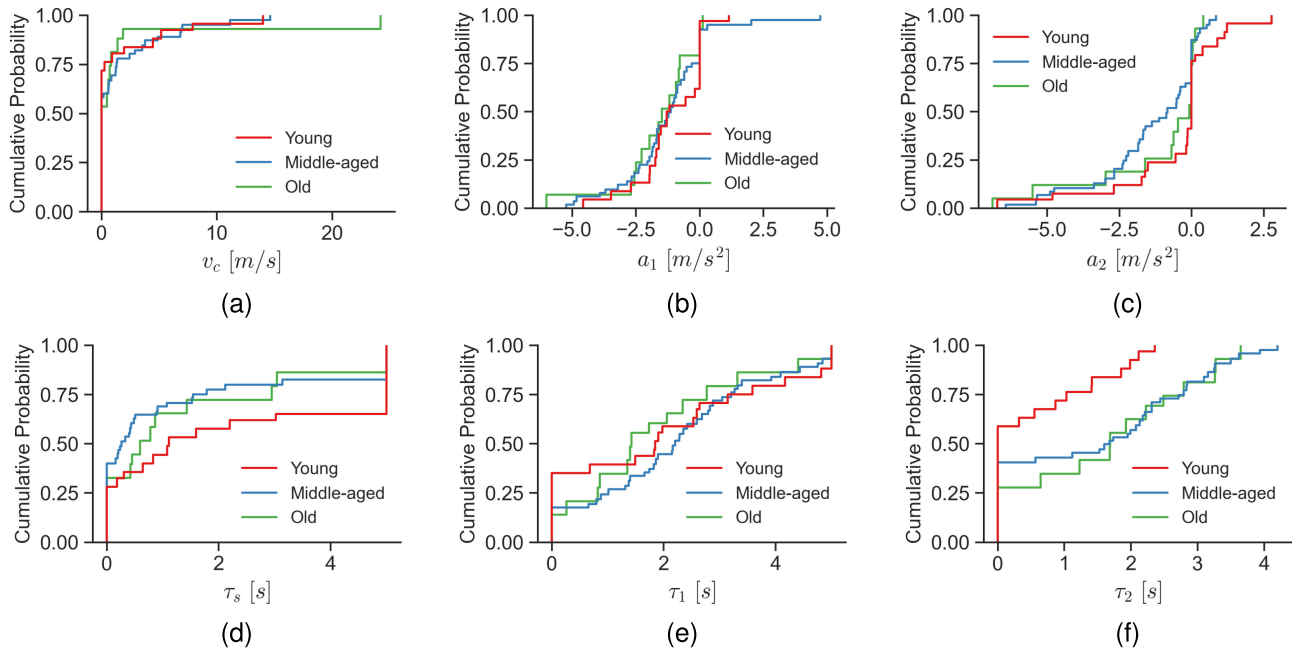 1.00
0.75
0.50
0.25
0.00
Cumulative Probability
0
10
20
v_c [m/s]
Young
Middle-aged
Old
(a)
1.00
0.75
0.50
0.25
0.00
Cumulative Probability
−5.0
−2.5
0.0
2.5
5.0
a_1 [m/s^2]
Young
Middle-aged
Old
(b)
1.00
0.75
0.50
0.25
0.00
Cumulative Probability
−5.0
−2.5
0.0
2.5
a_2 [m/s^2]
Young
Middle-aged
Old
(c)
1.00
0.75
0.50
0.25
0.00
Cumulative Probability
0
2
4
τ_s [s]
Young
Middle-aged
Old
(d)
1.00
0.75
0.50
0.25
0.00
Cumulative Probability
0
2
4
τ_1 [s]
Young
Middle-aged
Old
(e)
1.00
0.75
0.50
0.25
0.00
Cumulative Probability
0
1
2
3
4
τ_2 [s]
Young
Middle-aged
Old
(f)